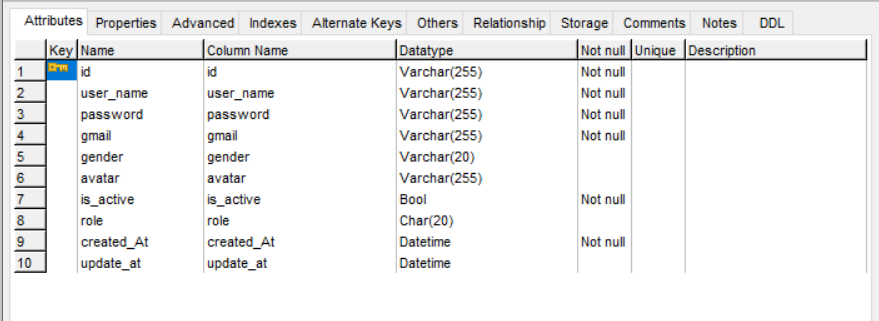 Attributes Properties Advanced Indexes Alternate Keys Others Relationship Storage Comments Notes DDL
Key Name Column Name Datatype Not null Unique Description
1 id id Varchar(255) Not null
2 user_name user_name Varchar(255) Not null
3 password password Varchar(255) Not null
4 gmail gmail Varchar(255) Not null
5 gender gender Varchar(20)
6 avatar avatar Varchar(255)
7 is_active is_active Bool Not null
8 role role Char(20)
9 created_At created_At Datetime Not null
10 update_at update_at Datetime